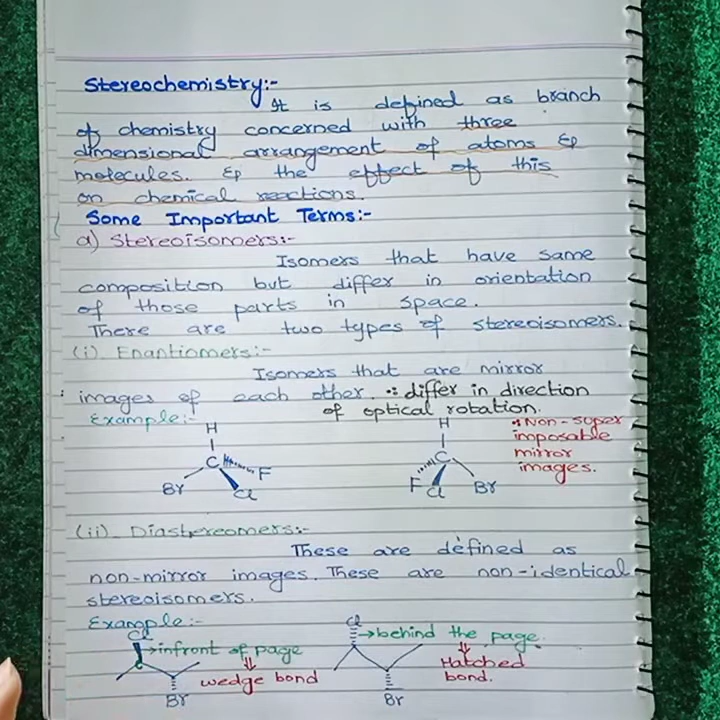 Stereochemistry:-
It is defined as branch
of chemistry concerned with three
dimensional arrangement of atoms &
molecules. & the effect of this
on chemical reactions.
Some Important Terms:-
a) Stereoisomers:-
Isomers that have same
composition but differ in orientation
of those parts in space.
There are two types of stereoisomers.
(i) Enantiomers:-
Isomers that are mirror
images of each other. ∴ differ in direction
of optical rotation.
Example:-
H
C
F
Br
Cl
H
C
F
Cl
Br
∴ Non-super
imposable
mirror
images.
(ii) Diastereomers:-
These are defined as
non-mirror images. These are non-identical
stereoisomers.
Example:-
Cl
→infront of page
⇓
wedge bond
Br
Cl
→behind the page.
⇓
Hatched
bond.
Br